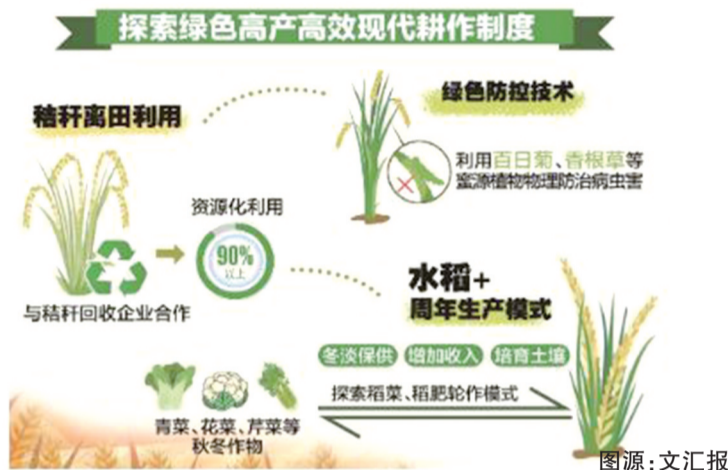 探索绿色高产高效现代耕作制度
秸秆离田利用
绿色防控技术
利用百日菊、香根草等
蜜源植物物理防治病虫害
资源化利用
90%
以上
与秸秆回收企业合作
水稻+
周年生产模式
冬淡保供 增加收入 培育土壤
探索稻菜、稻肥轮作模式
青菜、花菜、芹菜等
秋冬作物
图源:文汇报